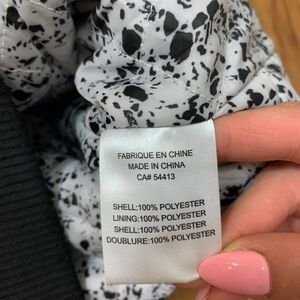 FABRIQUE EN CHINE
MADE IN CHINA
CA# 54413
SHELL:100% POLYESTER
LINING:100% POLYESTER
SHELL:100% POLYESTER
DOUBLURE:100% POLYESTER